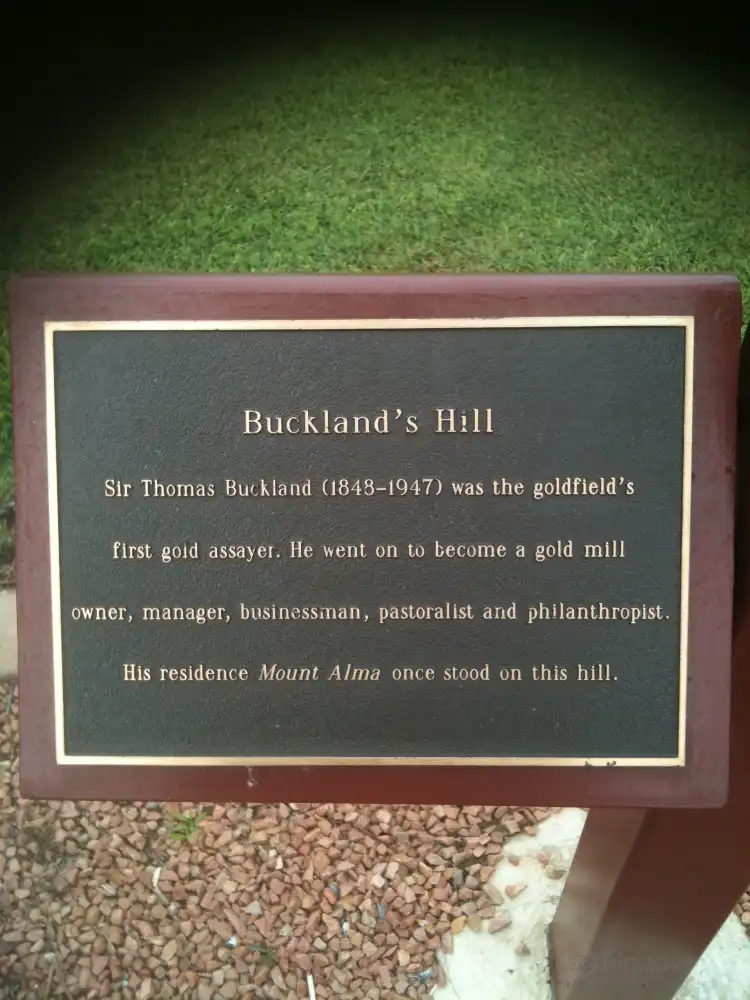 Buckland's Hill
Sir Thomas Buckland (1848–1947) was the goldfield's
first gold assayer. He went on to become a gold mill
owner, manager, businessman, pastoralist and philanthropist.
His residence Mount Alma once stood on this hill.